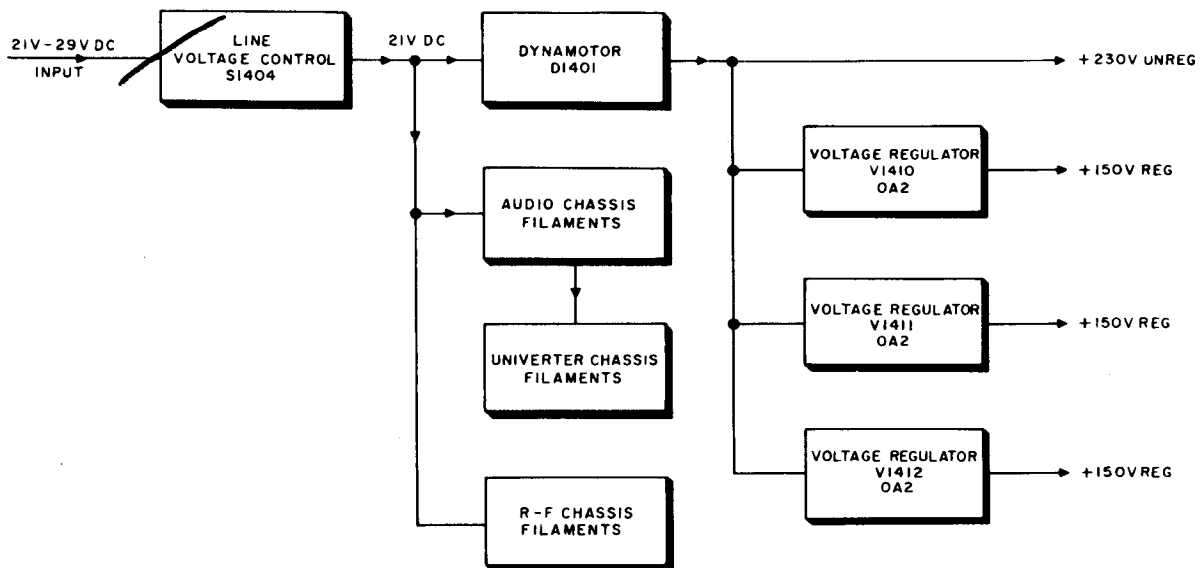 21V-29V DC
INPUT
LINE
VOLTAGE CONTROL
S1404
21V DC
DYNAMOTOR
D1401
+230V UNREG
VOLTAGE REGULATOR
V1410
OA2
+150V REG
AUDIO CHASSIS
FILAMENTS
VOLTAGE REGULATOR
V1411
OA2
+150V REG
UNIVERTER CHASSIS
FILAMENTS
VOLTAGE REGULATOR
V1412
OA2
+150V REG
R-F CHASSIS
FILAMENTS